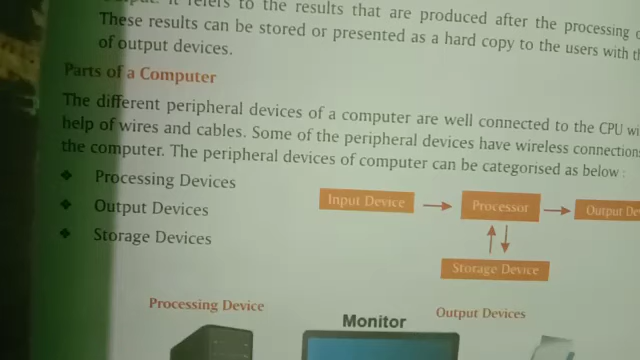 It refers to the results that are produced after the processing
These results can be stored or presented as a hard copy to the users with
of output devices.
Parts of a Computer
The different peripheral devices of a computer are well connected to the CPU
help of wires and cables. Some of the peripheral devices have wireless connections
the computer. The peripheral devices of computer can be categorised as below :
❖ Processing Devices
❖ Output Devices
❖ Storage Devices
Input Device
Processor
Output
Storage Device
Processing Device
Monitor
Output Devices